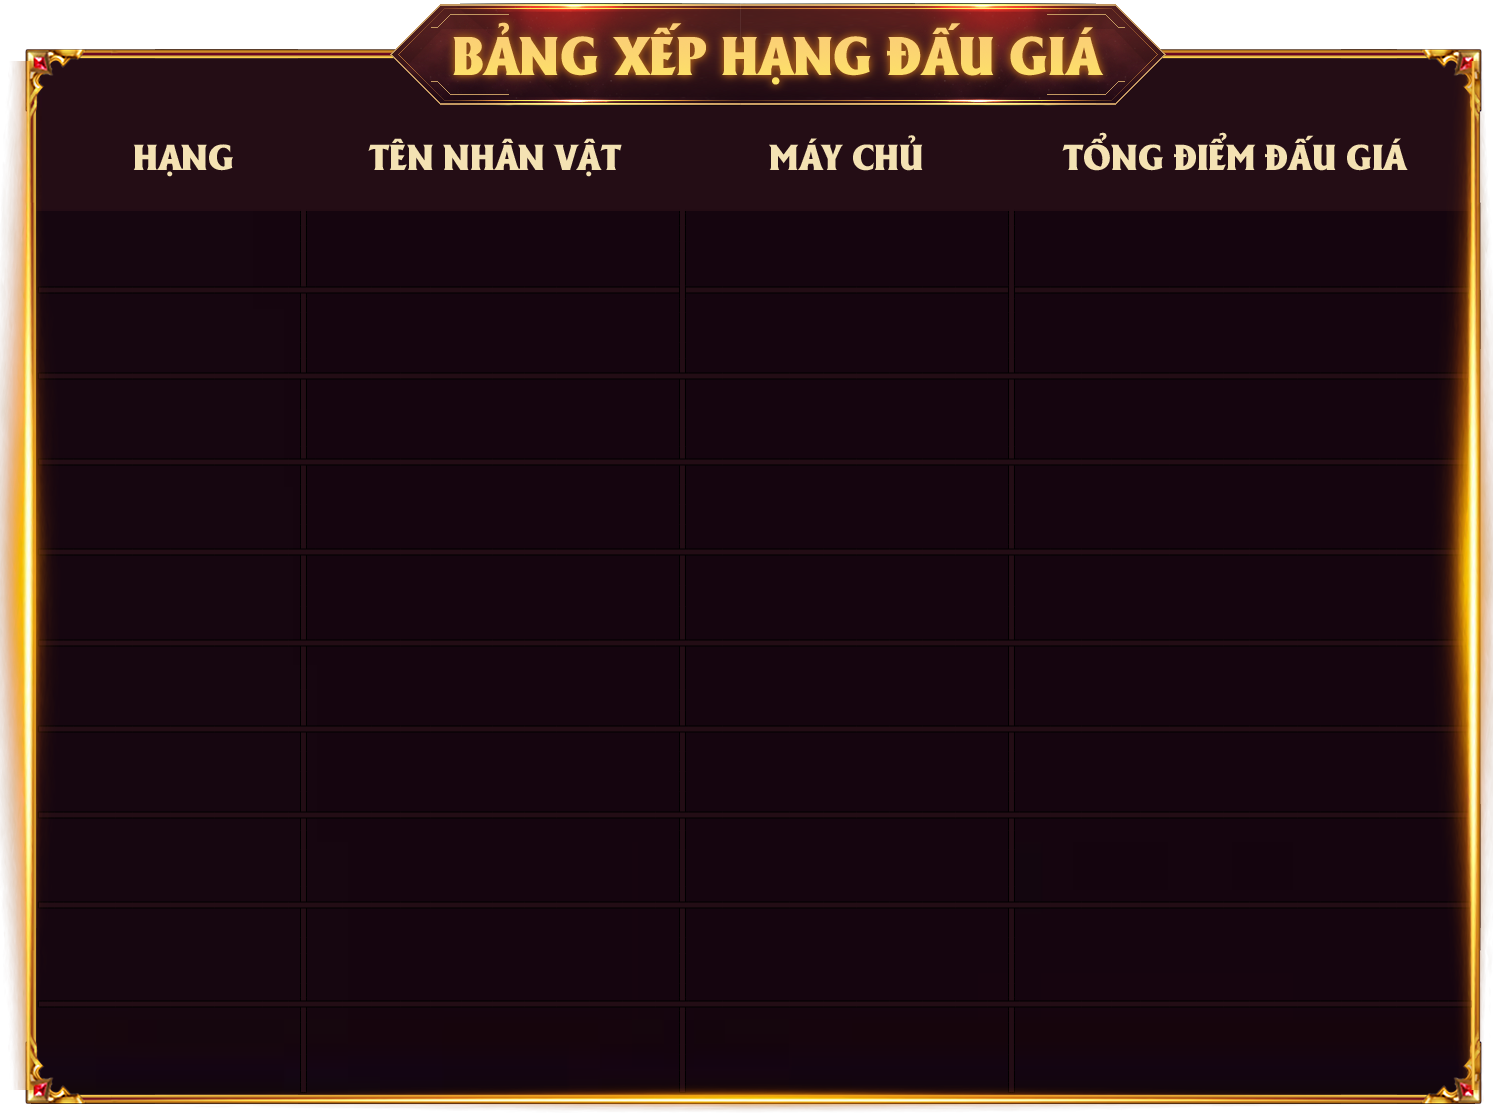 BẢNG XẾP HẠNG ĐẤU GIÁ
HẠNG TÊN NHÂN VẬT MÁY CHỦ TỔNG ĐIỂM ĐẤU GIÁ